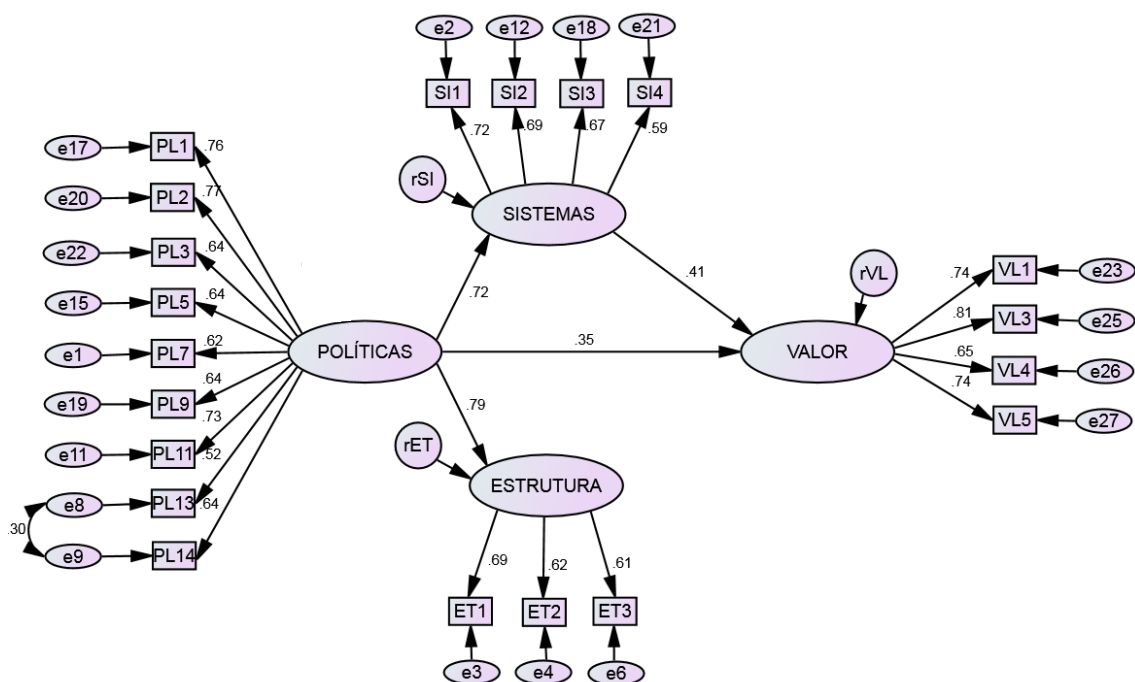 e2
e12
e18
e21
SI1
SI2
SI3
SI4
.72
.69
.67
.59
e17
PL1
.76
e20
PL2
.77
e22
PL3
.64
e15
PL5
.64
e1
PL7
.62
e19
PL9
.64
e11
PL11
.73
e8
PL13
.52
e9
PL14
.64
.30
POLÍTICAS
rSI
SISTEMAS
.72
.41
.35
.79
rET
ESTRUTURA
.69
.62
.61
ET1
ET2
ET3
e3
e4
e6
rVL
VALOR
.74
VL1
e23
.81
VL3
e25
.65
VL4
e26
.74
VL5
e27